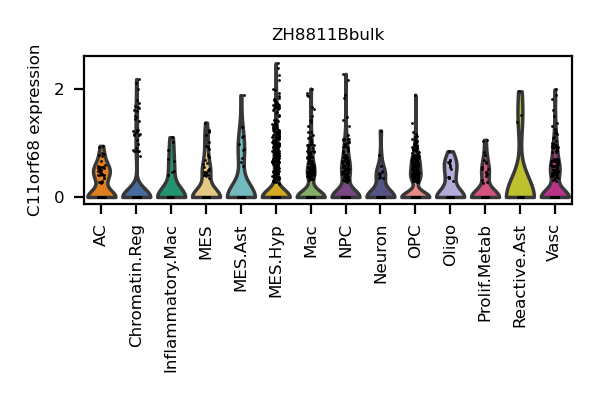 ZH8811Bbulk
C11orf68 expression
2
0
AC
Chromatin.Reg
Inflammatory.Mac
MES
MES.Ast
MES.Hyp
Mac
NPC
Neuron
OPC
Oligo
Prolif.Metab
Reactive.Ast
Vasc